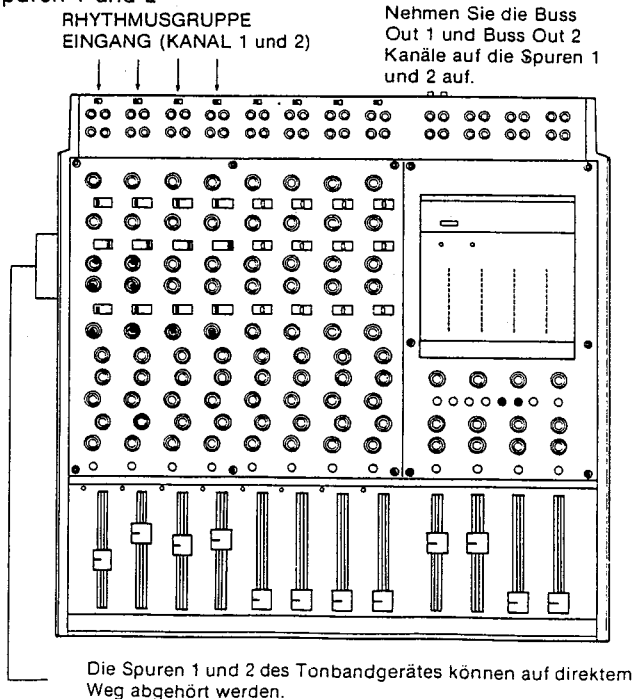 puren 1 und 2
RHYTHMUSGRUPPE
EINGANG (KANAL 1 und 2)
Nehmen Sie die Buss
Out 1 und Buss Out 2
Kanäle auf die Spuren 1
und 2 auf.
Die Spuren 1 und 2 des Tonbandgerätes können auf direktem
Weg abgehört werden.